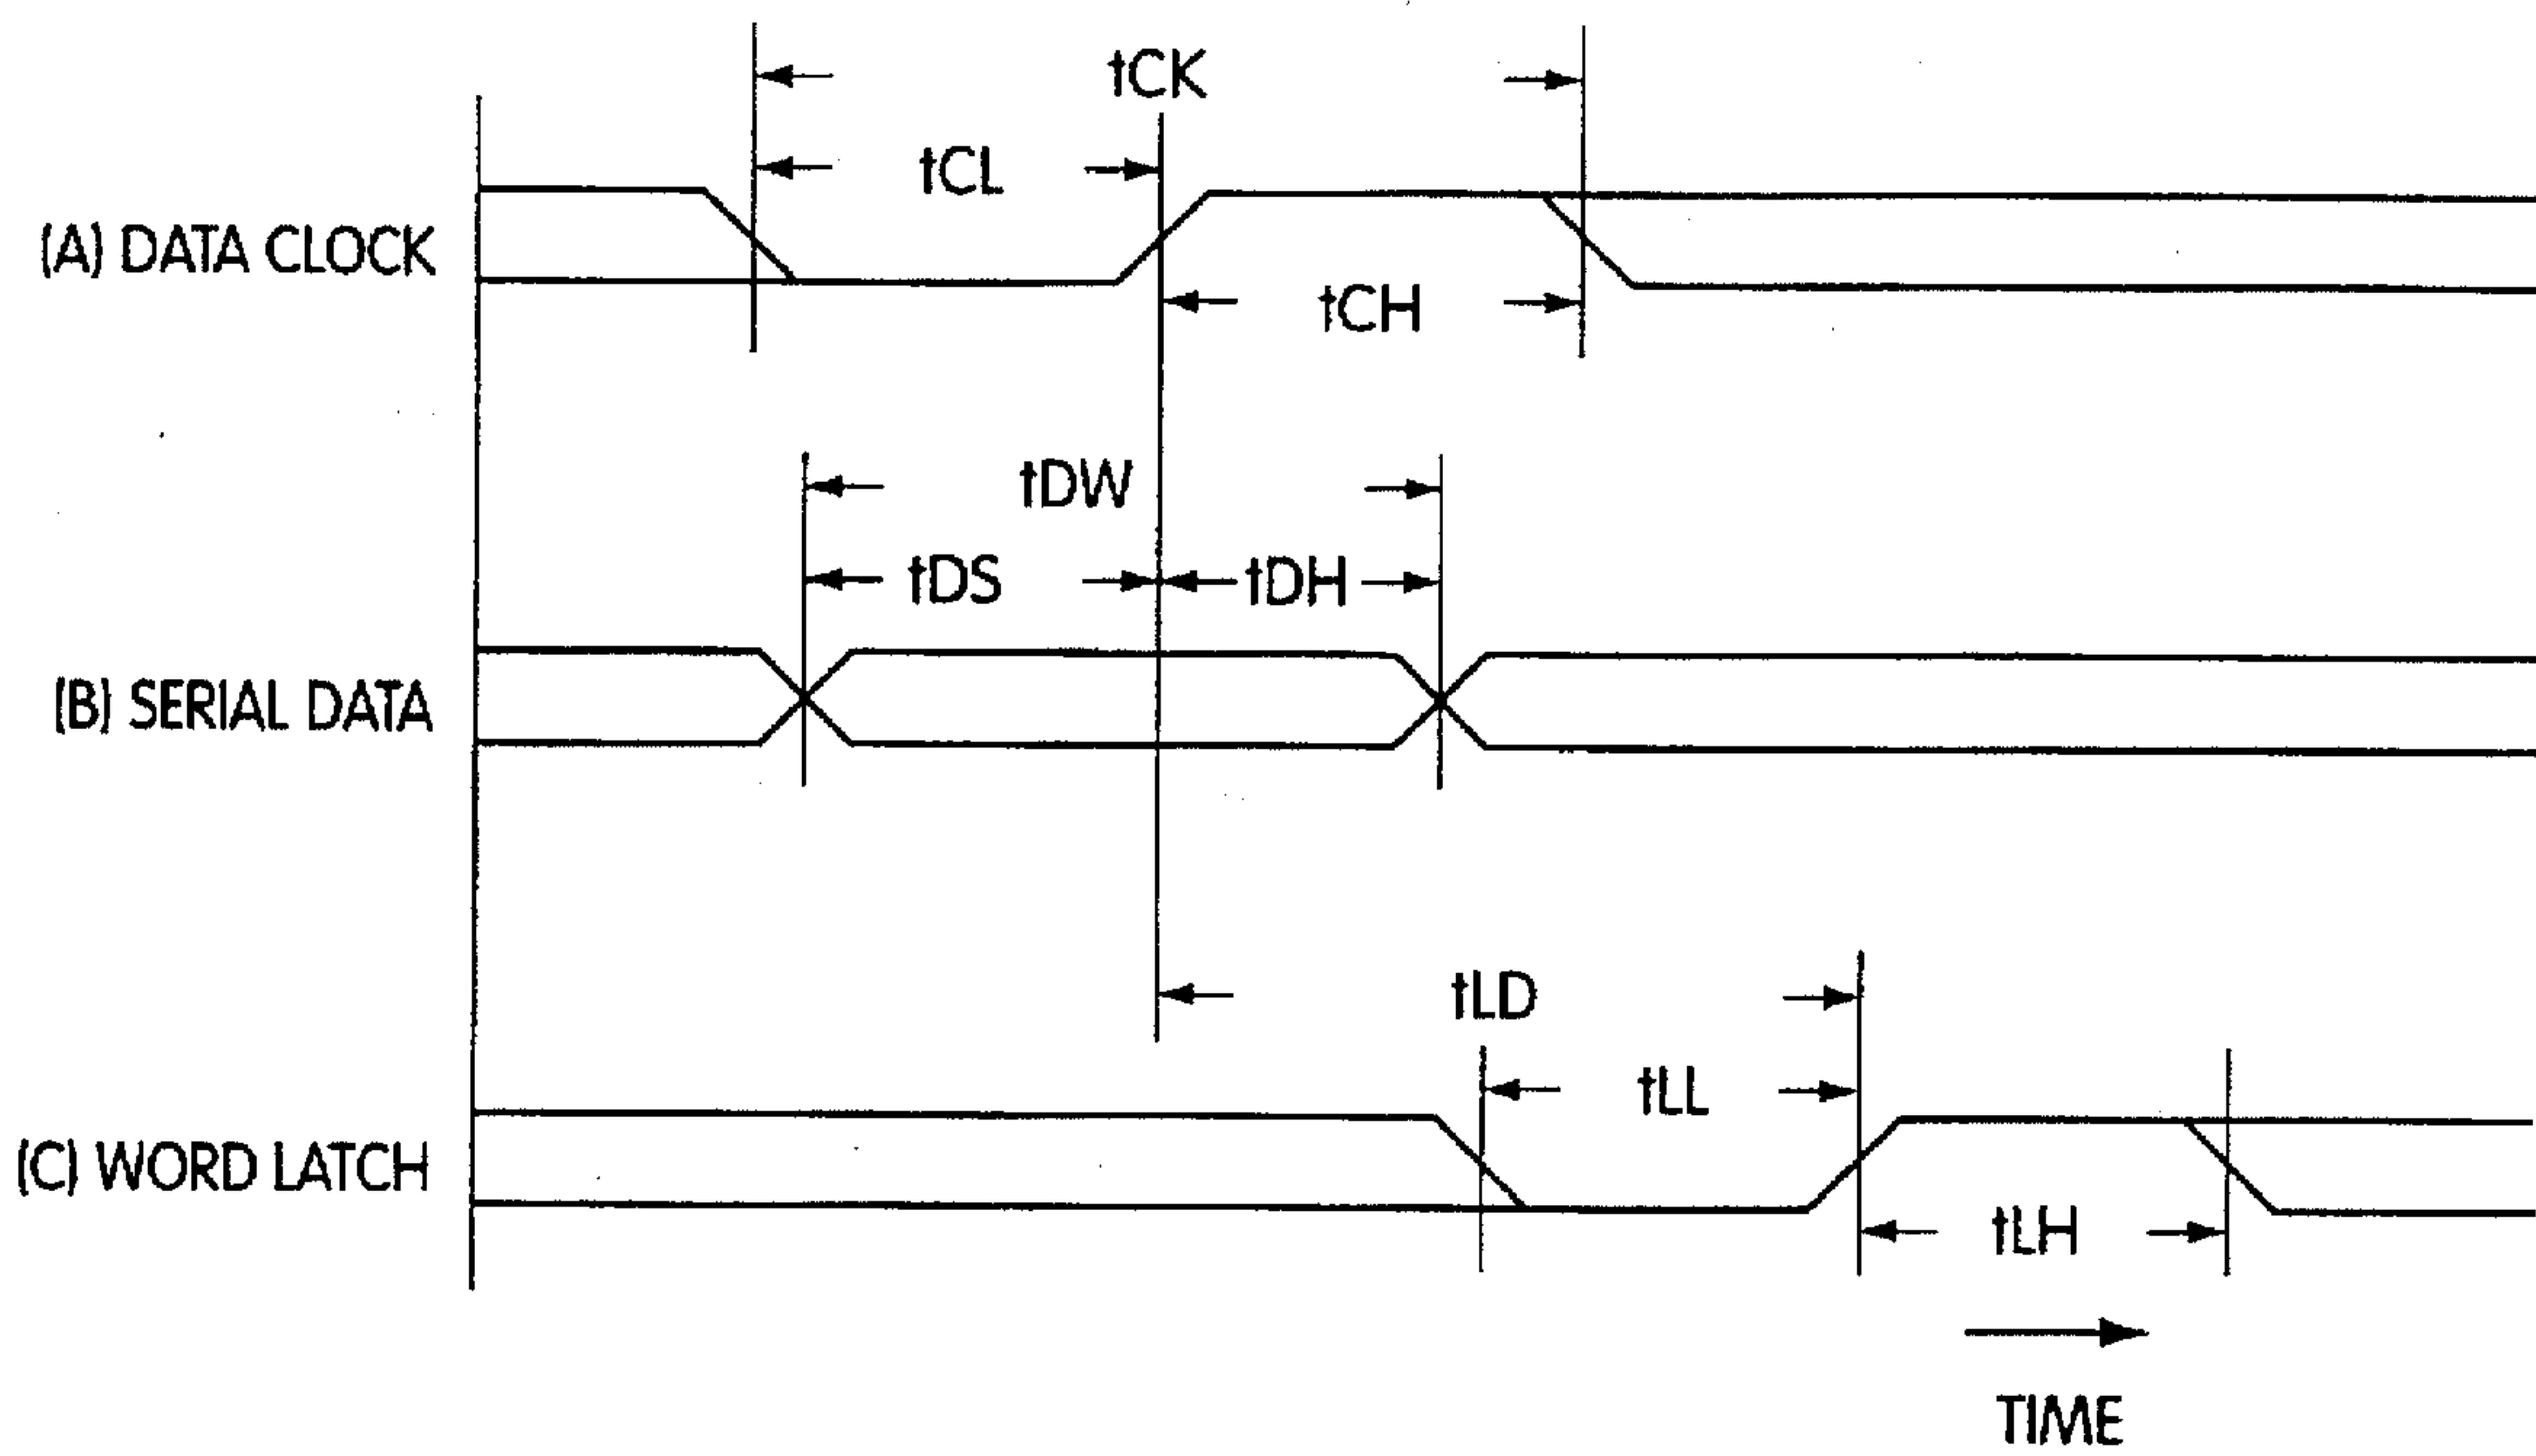 tCK
tCL
(A) DATA CLOCK
tCH
tDW
tDS
tDH
(B) SERIAL DATA
tLD
tLL
(C) WORD LATCH
tLH
TIME